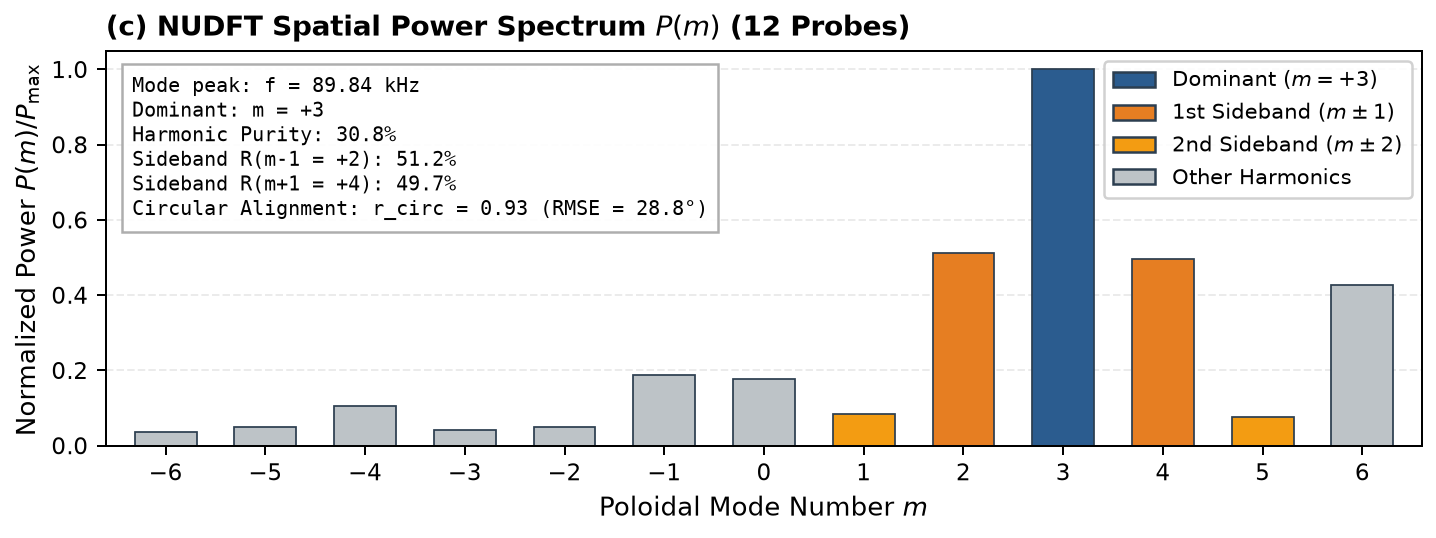 (c) NUDFT Spatial Power Spectrum P(m) (12 Probes)
Normalized Power P(m)/Pmax
1.0
0.8
0.6
0.4
0.2
0.0
Mode peak: f = 89.84 kHz
Dominant: m = +3
Harmonic Purity: 30.8%
Sideband R(m-1 = +2): 51.2%
Sideband R(m+1 = +4): 49.7%
Circular Alignment: r_circ = 0.93 (RMSE = 28.8°)
Dominant (m = +3)
1st Sideband (m ± 1)
2nd Sideband (m ± 2)
Other Harmonics
−6 −5 −4 −3 −2 −1 0 1 2 3 4 5 6
Poloidal Mode Number m